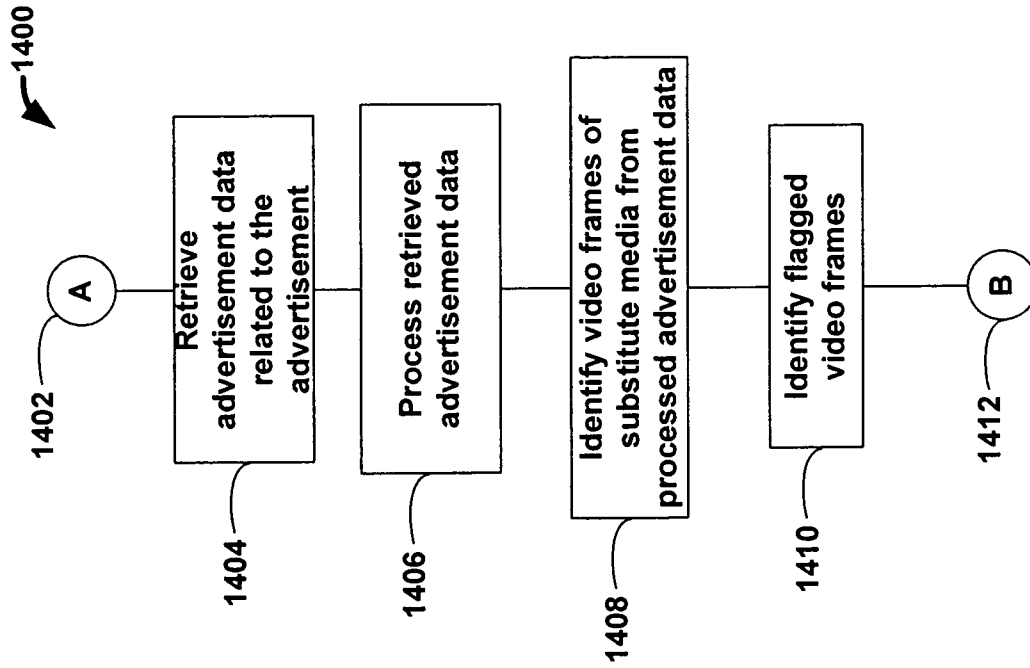 1400
A
1402
Retrieve
advertisement data
related to the
advertisement
1404
Process retrieved
advertisement data
1406
Identify video frames of
substitute media from
processed advertisement data
1408
Identify flagged
video frames
1410
B
1412